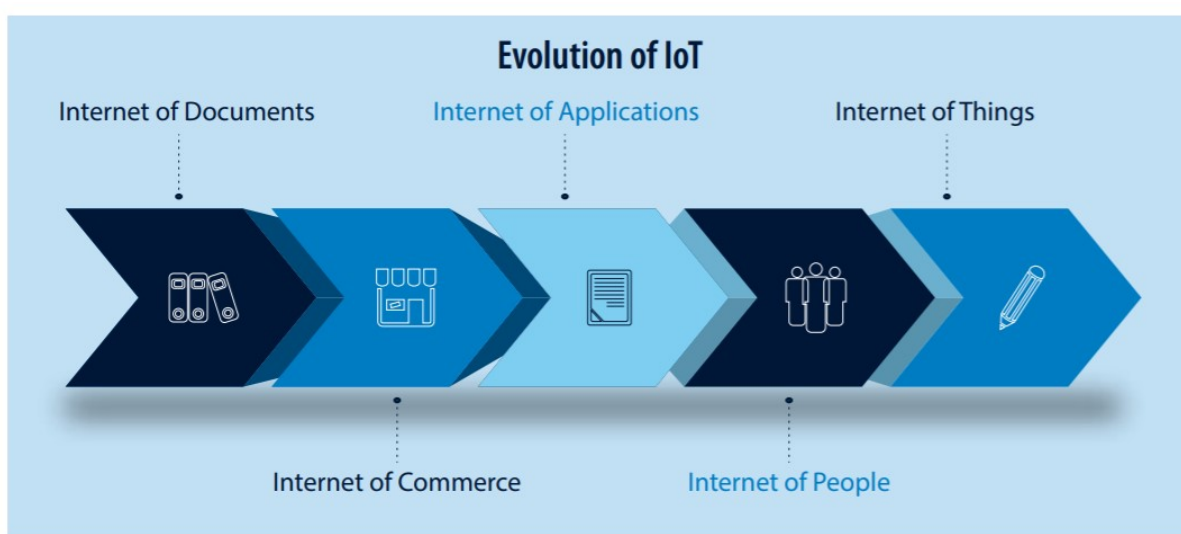 Evolution of IoT
Internet of Documents
Internet of Applications
Internet of Things
Internet of Commerce
Internet of People